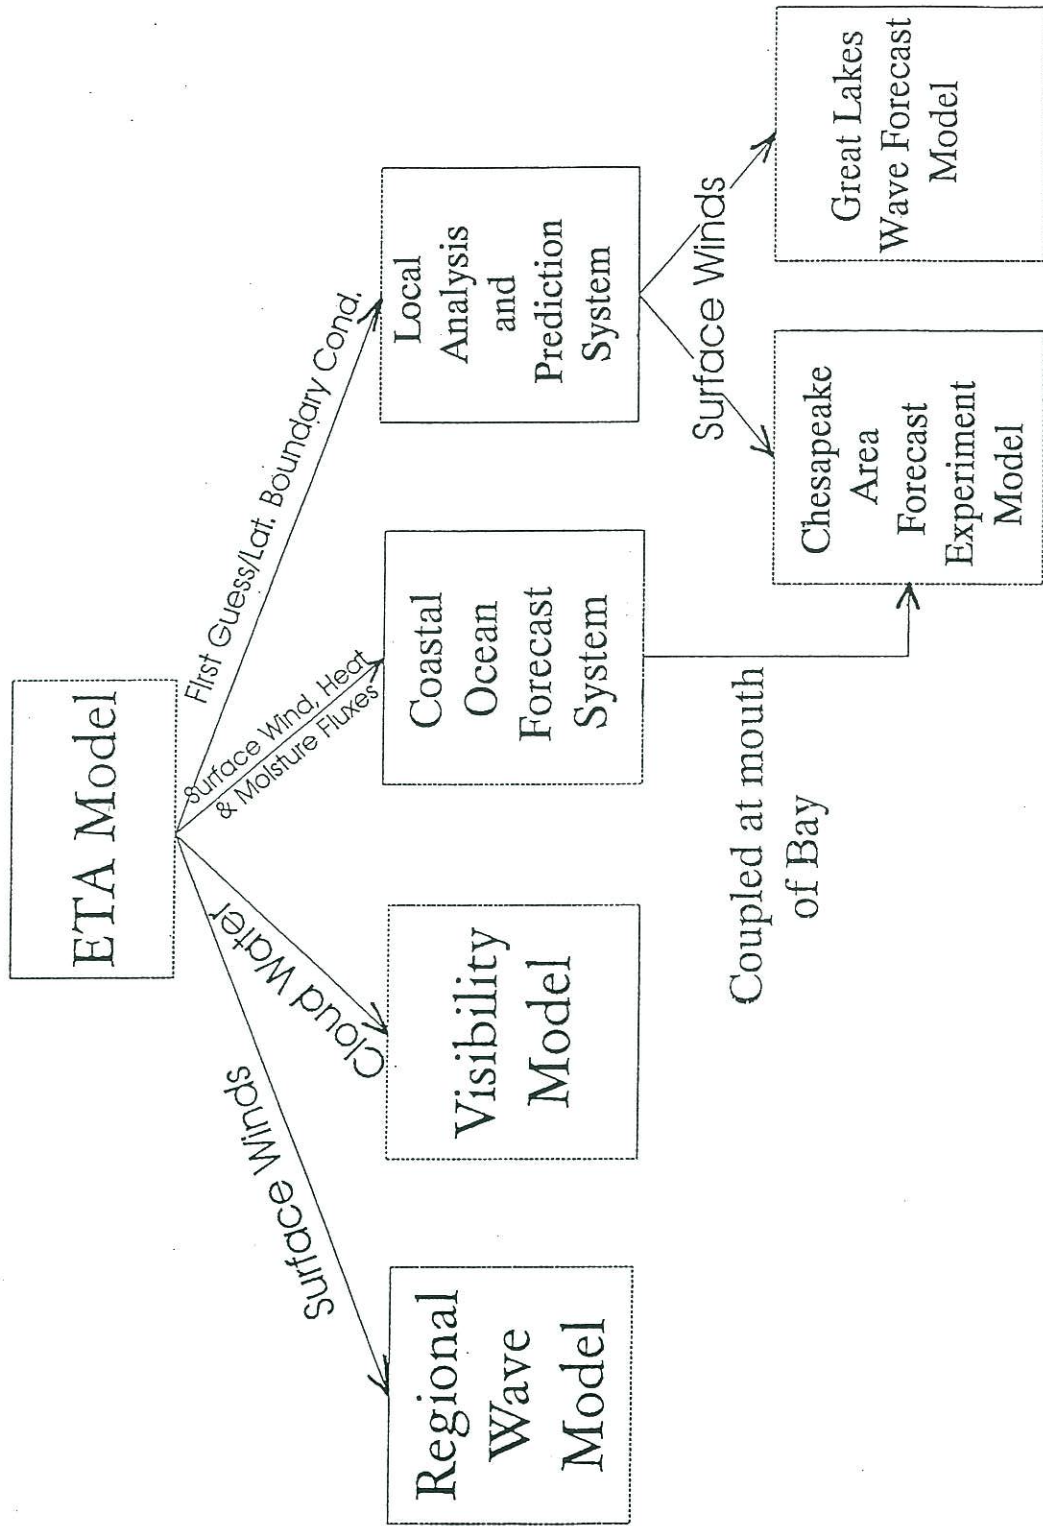 ETA Model
Surface Winds
Cloud Water
Surface Wind, Heat
& Moisture Fluxes
First Guess/Lat. Boundary Cond.
Regional
Wave
Model
Visibility
Model
Coastal
Ocean
Forecast
System
Local
Analysis
and
Prediction
System
Coupled at mouth
of Bay
Surface Winds
Chesapeake
Area
Forecast
Experiment
Model
Great Lakes
Wave Forecast
Model